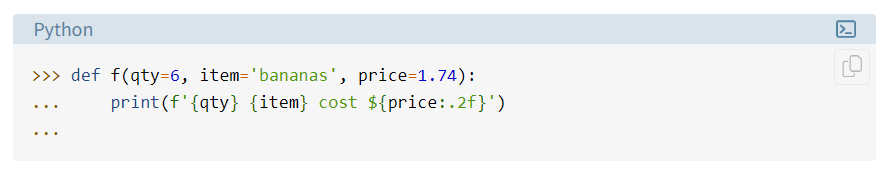 Python
>>> def f(qty=6, item='bananas', price=1.74):
...     print(f'{qty} {item} cost ${price:.2f}')
...